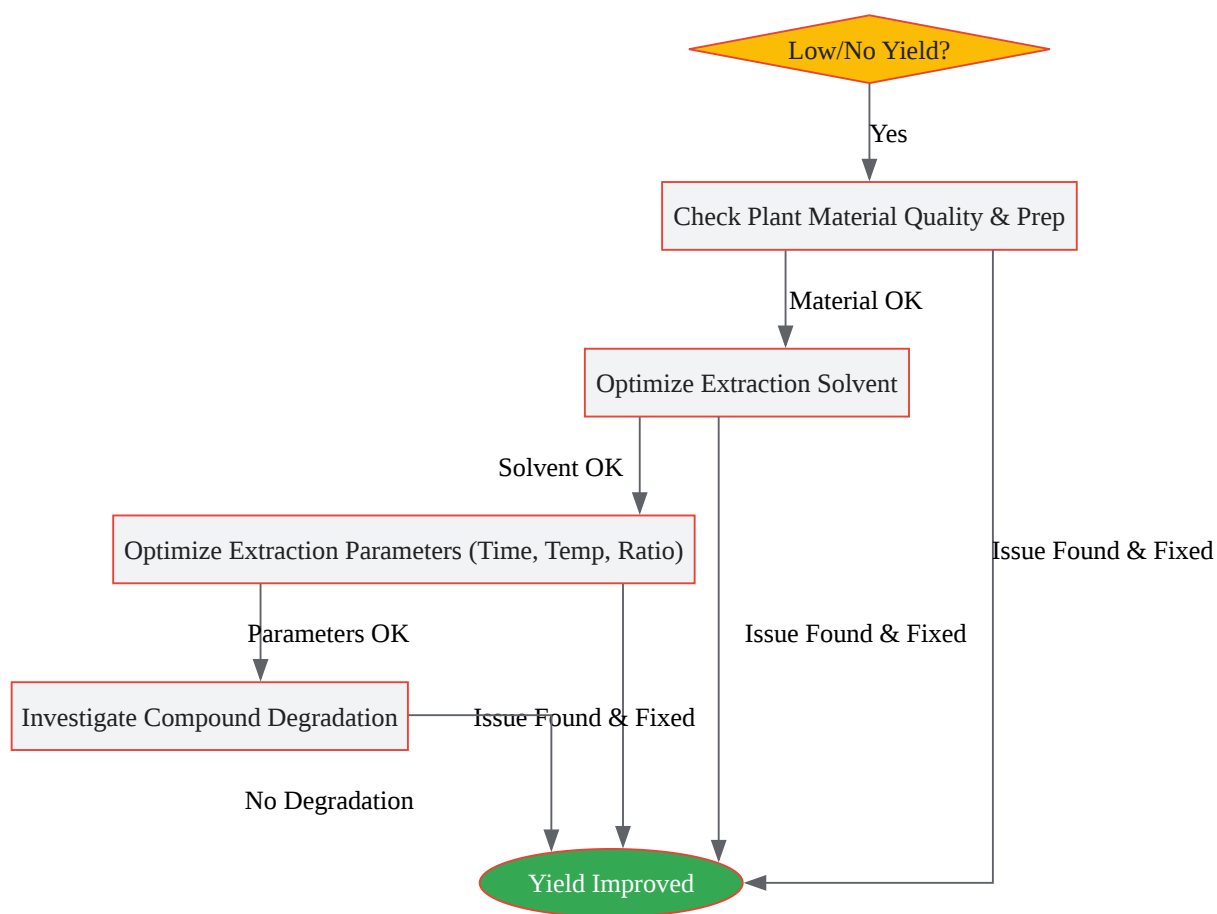 Low/No Yield?
Yes
Check Plant Material Quality & Prep
Material OK
Optimize Extraction Solvent
Solvent OK
Optimize Extraction Parameters (Time, Temp, Ratio)
Issue Found & Fixed
Parameters OK
Issue Found & Fixed
Investigate Compound Degradation
Issue Found & Fixed
No Degradation
Yield Improved